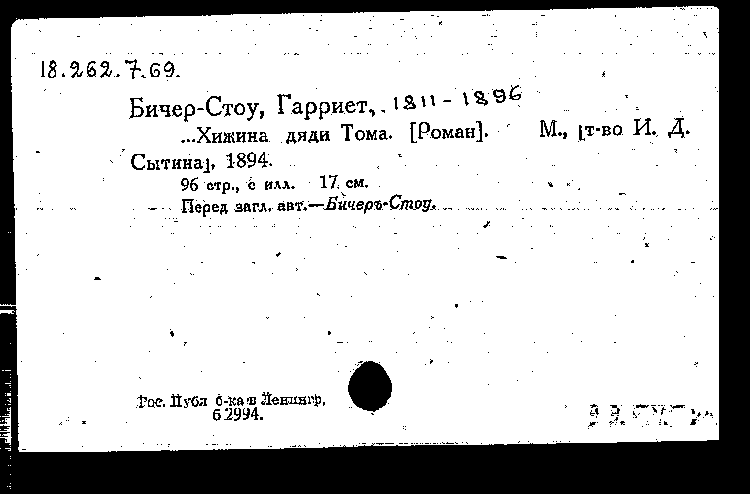 18.262.7.69.
Бичер-Стоу, Гарриет, 1811-1896
...Хижина дяди Тома. [Роман]. М., [т-во И. Д.
Сытина], 1894.
96 стр., с илл. 17 см.
Перед загл. авт.—Бичеръ-Стоу.
Гос. Публ б-ка в Ленингр,
б 2994.